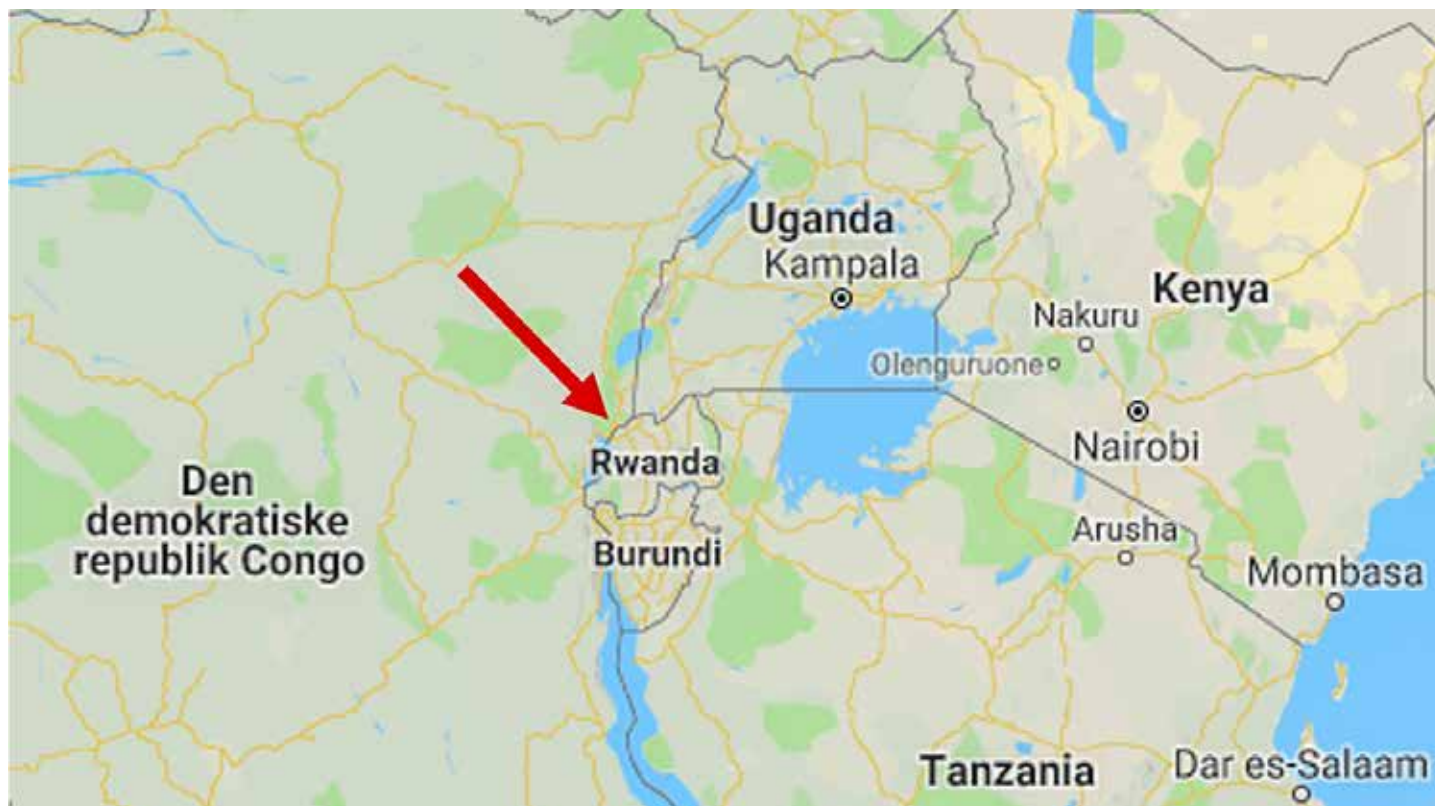 Uganda
Kampala
Kenya
Nakuru
Olenguruone
Nairobi
Rwanda
Den
demokratiske
republik Congo
Burundi
Arusha
Mombasa
Tanzania
Dar es-Salaam